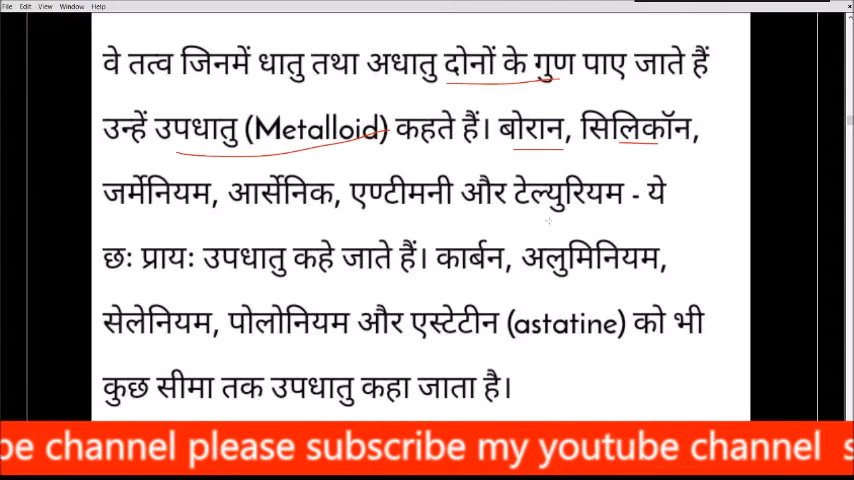 File Edit View Window Help
वे तत्व जिनमें धातु तथा अधातु दोनों के गुण पाए जाते हैं
उन्हें उपधातु (Metalloid) कहते हैं। बोरान, सिलिकॉन,
जर्मेनियम, आर्सेनिक, एण्टीमनी और टेल्युरियम - ये
छः प्रायः उपधातु कहे जाते हैं। कार्बन, अलुमिनियम,
सेलेनियम, पोलोनियम और एस्टेटीन (astatine) को भी
कुछ सीमा तक उपधातु कहा जाता है।
be channel please subscribe my youtube channel s